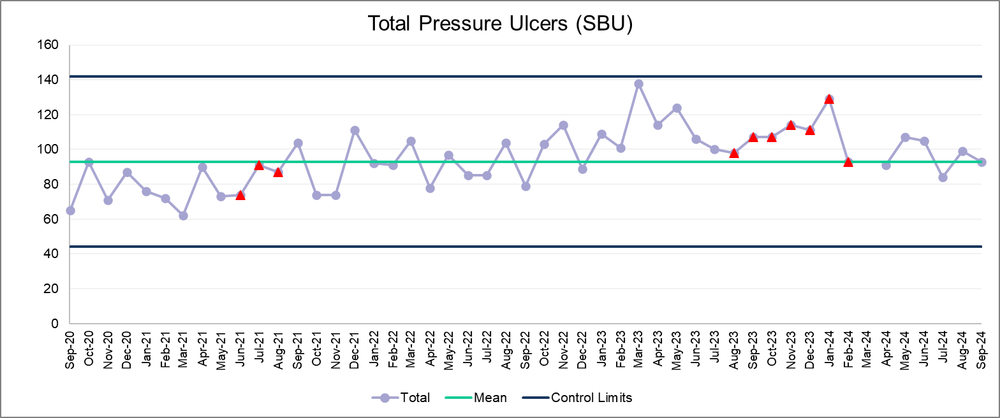 Total Pressure Ulcers (SBU)
160
140
120
100
80
60
40
20
0
Sep-20
Oct-20
Nov-20
Dec-20
Jan-21
Feb-21
Mar-21
Apr-21
May-21
Jun-21
Jul-21
Aug-21
Sep-21
Oct-21
Nov-21
Dec-21
Jan-22
Feb-22
Mar-22
Apr-22
May-22
Jun-22
Jul-22
Aug-22
Sep-22
Oct-22
Nov-22
Dec-22
Jan-23
Feb-23
Mar-23
Apr-23
May-23
Jun-23
Jul-23
Aug-23
Sep-23
Oct-23
Nov-23
Dec-23
Jan-24
Feb-24
Mar-24
Apr-24
May-24
Jun-24
Jul-24
Aug-24
Sep-24
Total Mean Control Limits